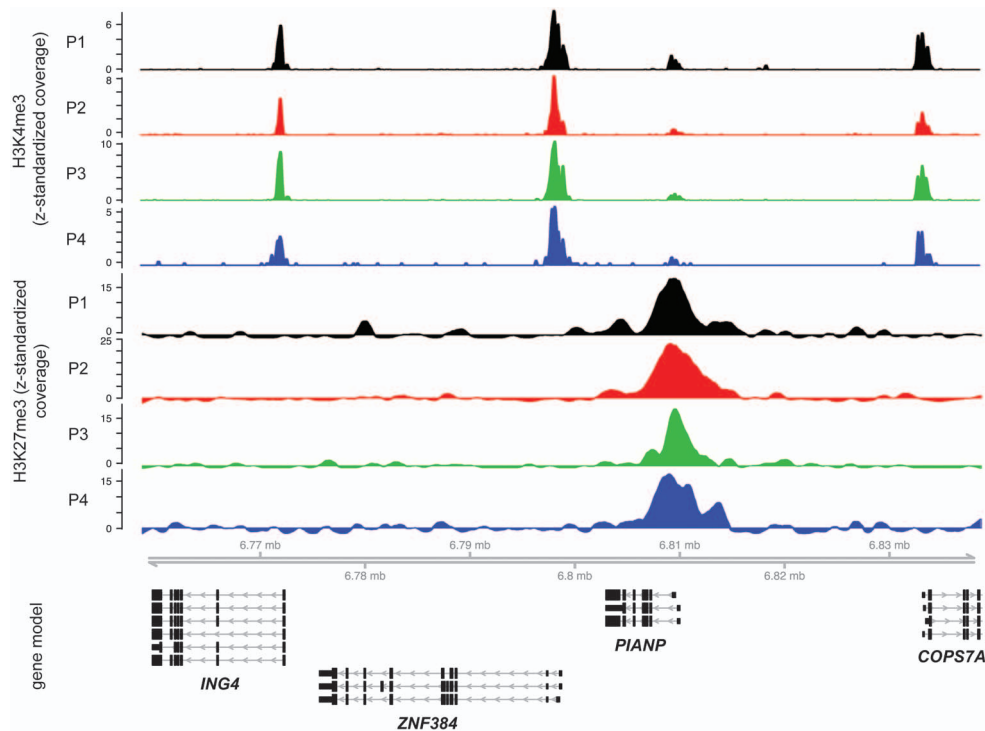 H3K4me3
(z-standardized coverage)
P1
6
0
P2
8
0
P3
10
0
P4
5
0
H3K27me3 (z-standardized
coverage)
P1
15
0
P2
25
0
P3
15
0
P4
15
0
6.77 mb
6.79 mb
6.81 mb
6.83 mb
6.78 mb
6.8 mb
6.82 mb
gene model
ING4
ZNF384
PIANP
COPS7A